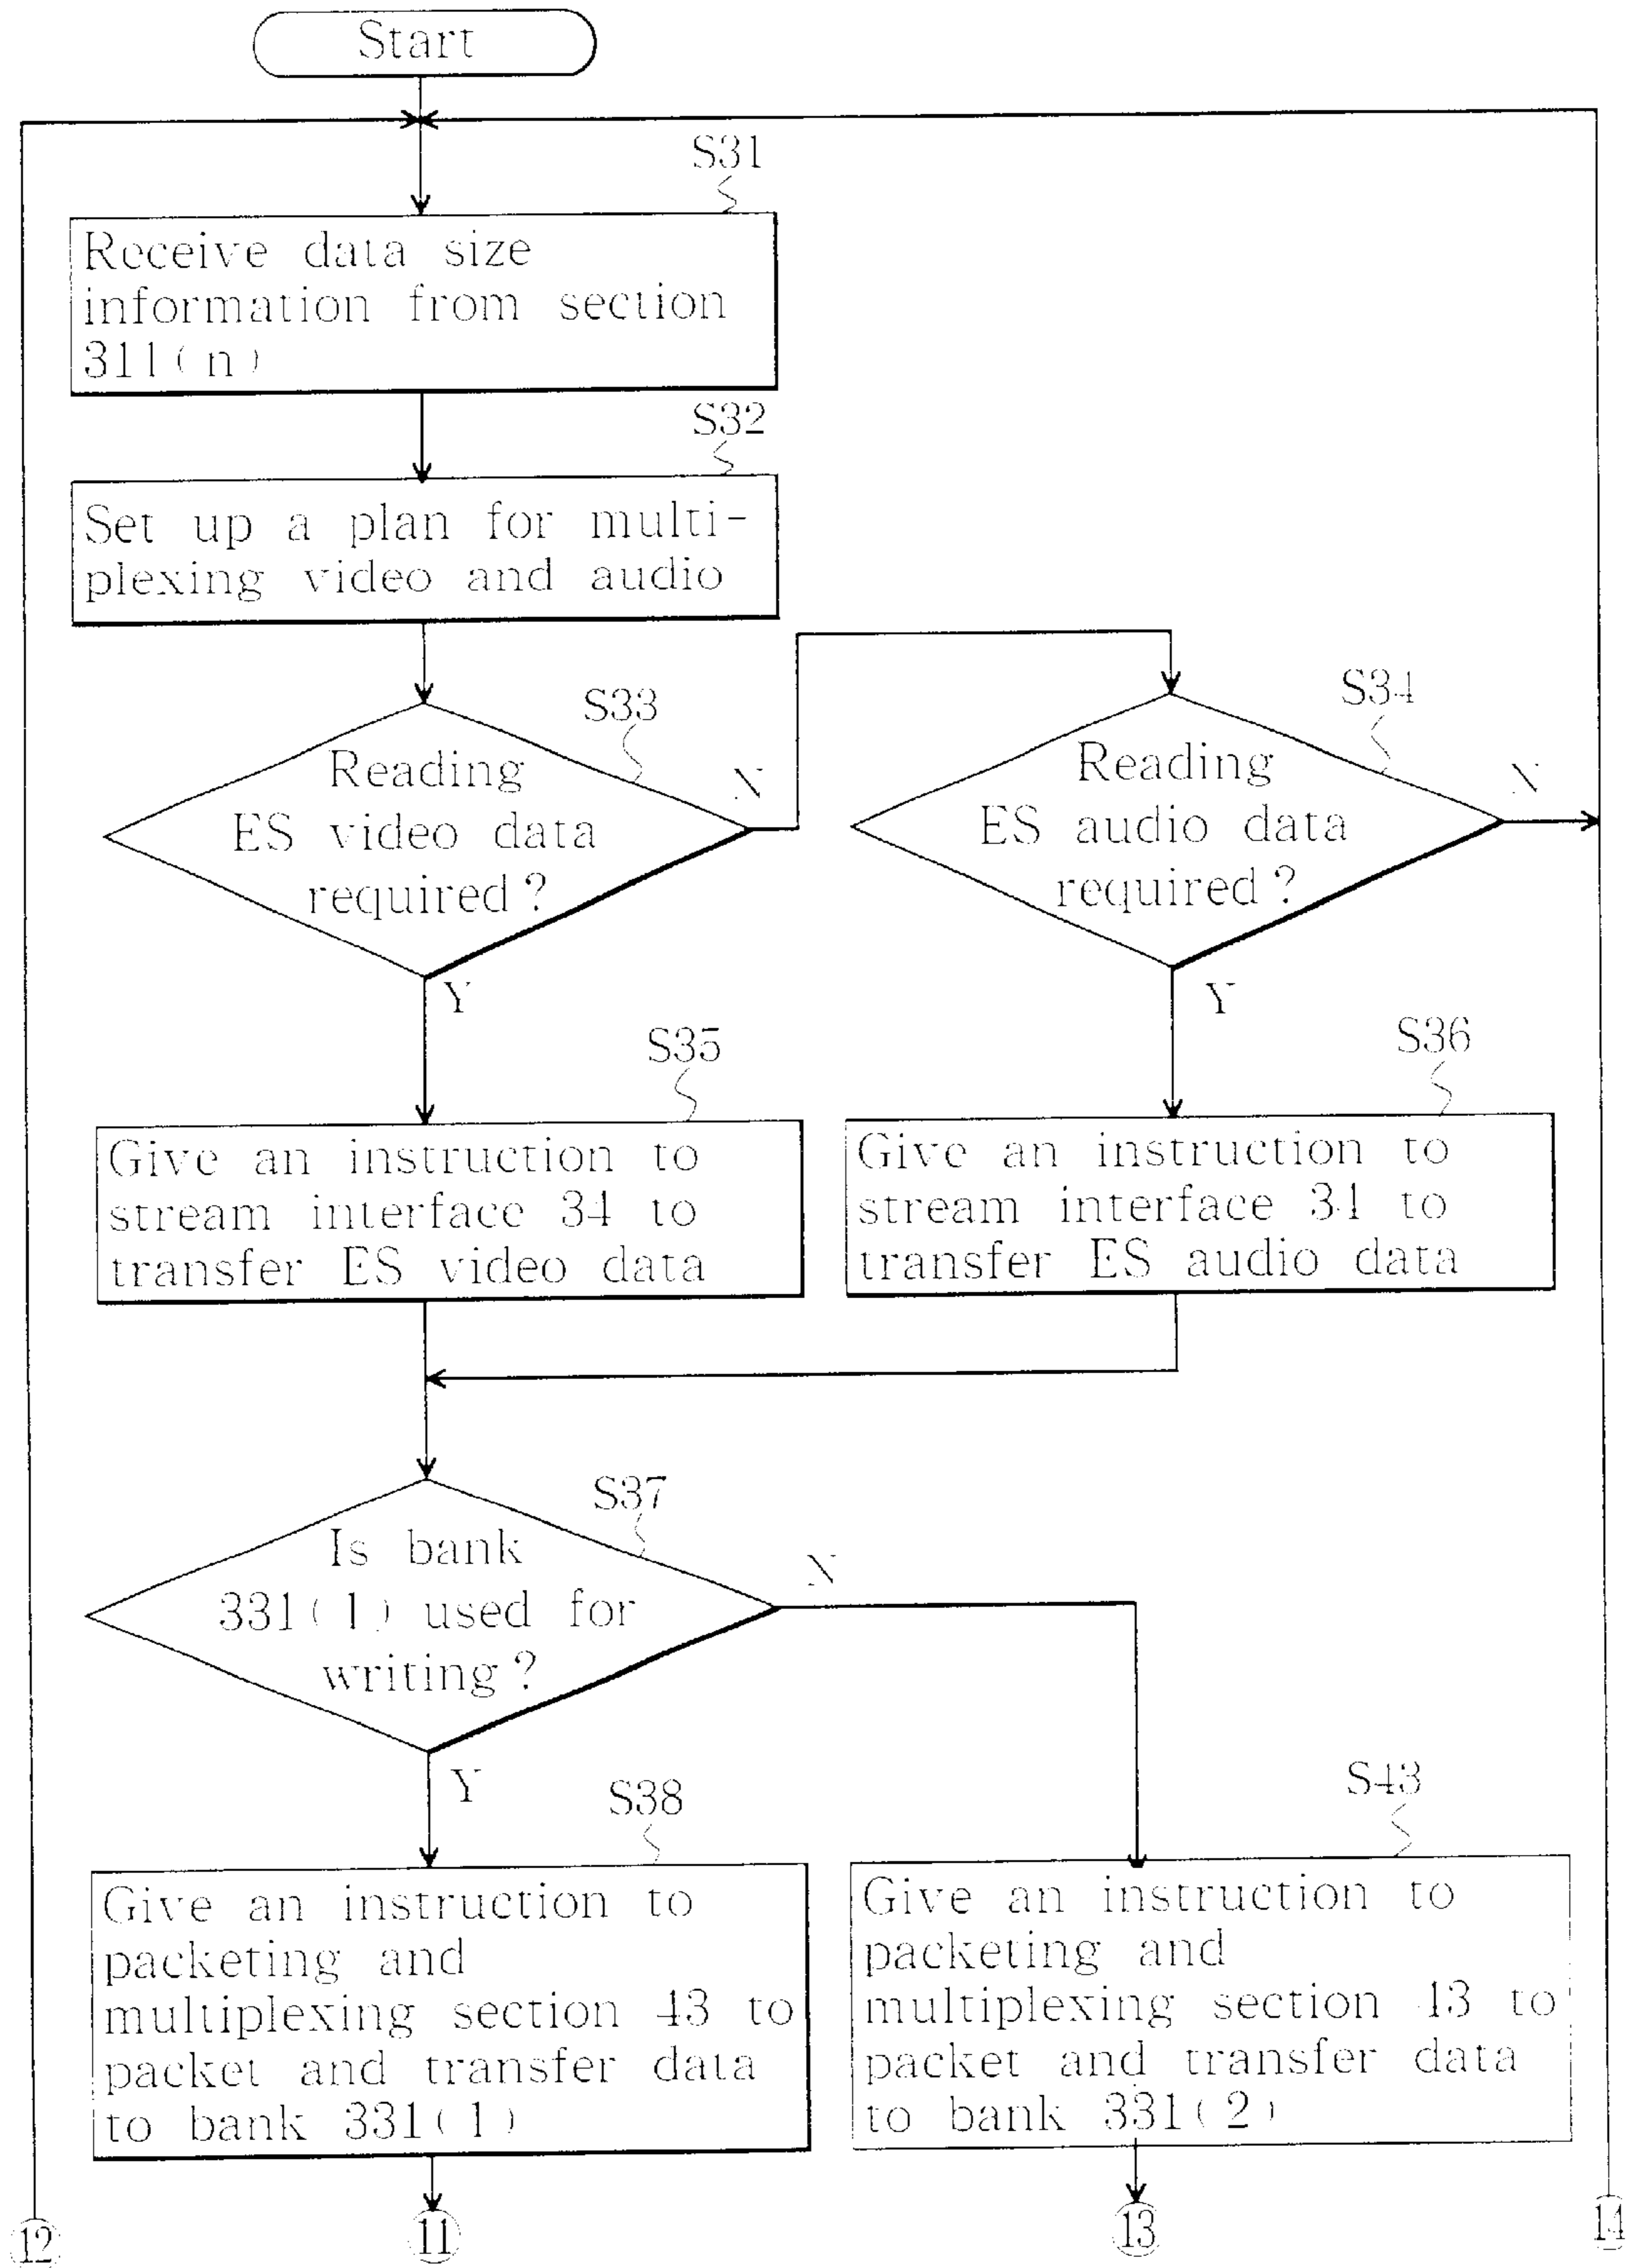 Start
S31
Receive data size
information from section
311(n)
S32
Set up a plan for multi-
plexing video and audio
S33
Reading
ES video data
required?
N
Y
S34
Reading
ES audio data
required?
N
Y
S35
Give an instruction to
stream interface 34 to
transfer ES video data
S36
Give an instruction to
stream interface 34 to
transfer ES audio data
S37
Is bank
331(1) used for
writing?
N
Y
S38
Give an instruction to
packeting and
multiplexing section 43 to
packet and transfer data
to bank 331(1)
S43
Give an instruction to
packeting and
multiplexing section 43 to
packet and transfer data
to bank 331(2)
12
11
13
14